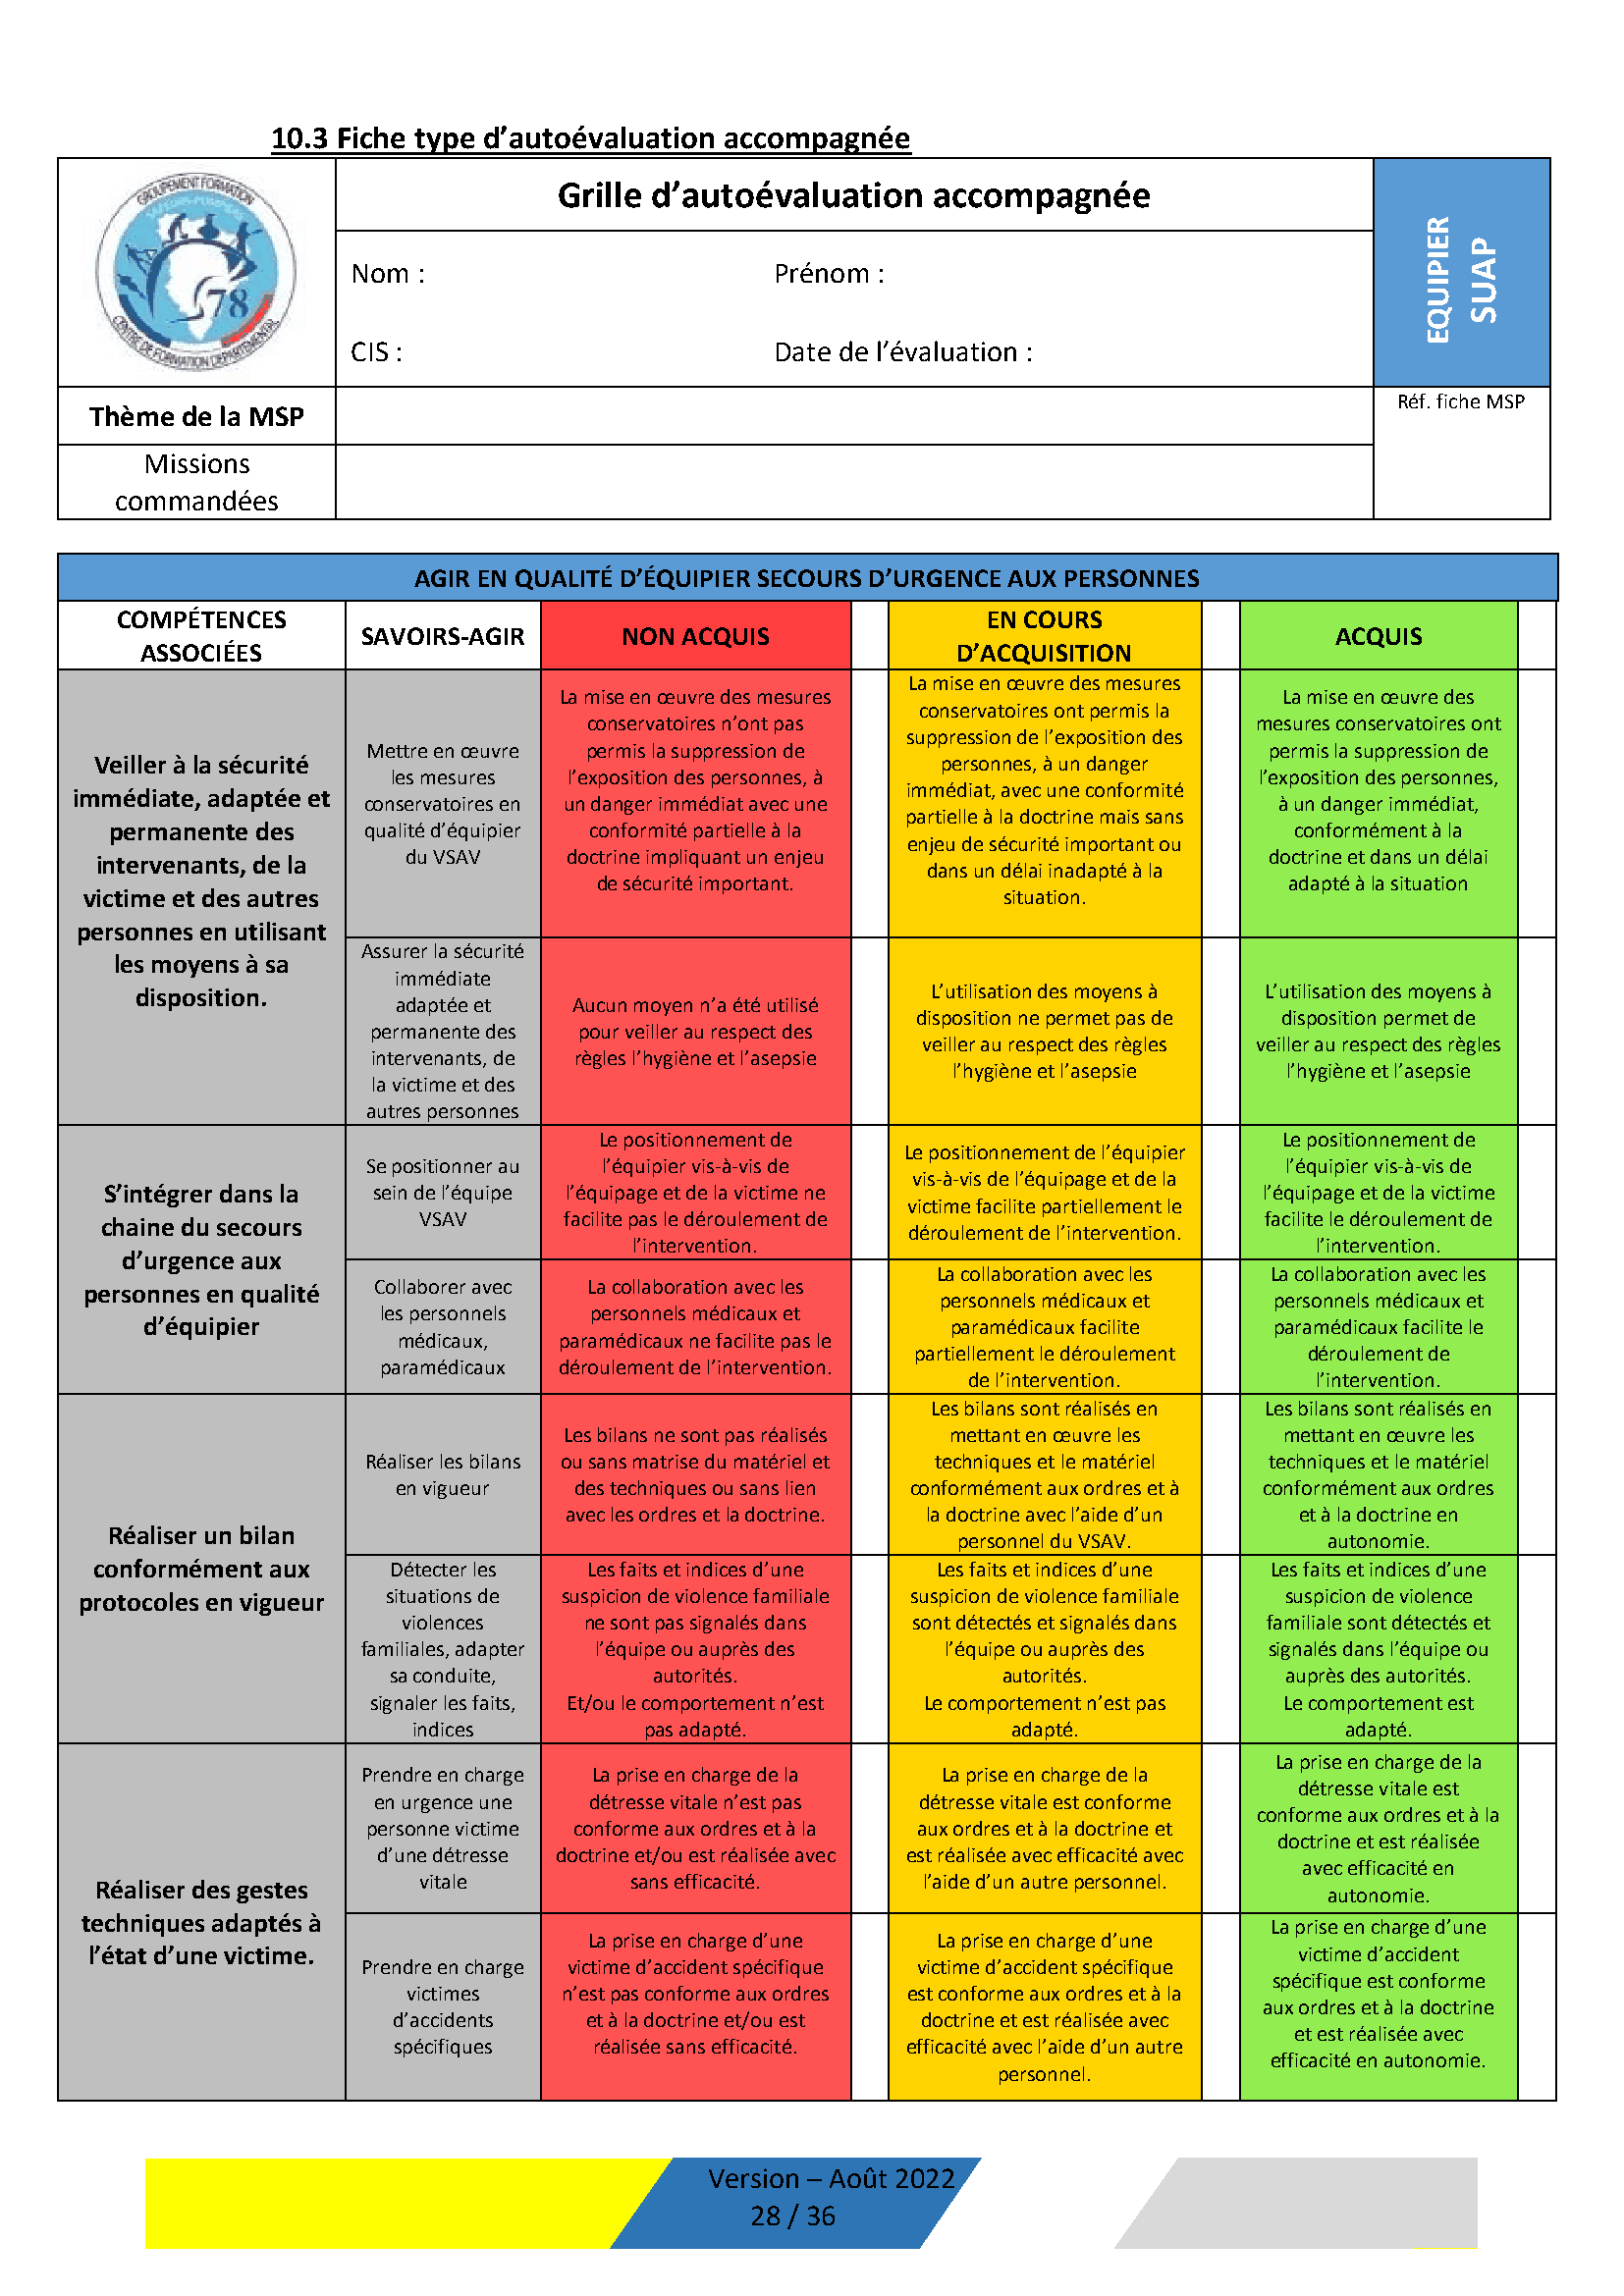 10.3 Fiche type d’autoévaluation accompagnée
GROUPEMENT FORMATION
SAPEURS-POMPIERS
78
CENTRE DE FORMATION DEPARTEMENTAL
Grille d’autoévaluation accompagnée
Nom :
Prénom :
CIS :
Date de l’évaluation :
EQUIPIER
SUAP
Thème de la MSP
Réf. fiche MSP
Missions
commandées
AGIR EN QUALITÉ D’ÉQUIPIER SECOURS D’URGENCE AUX PERSONNES
COMPÉTENCES
ASSOCIÉES
SAVOIRS-AGIR
NON ACQUIS
EN COURS
D’ACQUISITION
ACQUIS
Veiller à la sécurité
immédiate, adaptée et
permanente des
intervenants, de la
victime et des autres
personnes en utilisant
les moyens à sa
disposition.
Mettre en œuvre
les mesures
conservatoires en
qualité d’équipier
du VSAV
La mise en œuvre des mesures
conservatoires n’ont pas
permis la suppression de
l’exposition des personnes, à
un danger immédiat avec une
conformité partielle à la
doctrine impliquant un enjeu
de sécurité important.
La mise en œuvre des mesures
conservatoires ont permis la
suppression de l’exposition des
personnes, à un danger
immédiat, avec une conformité
partielle à la doctrine mais sans
enjeu de sécurité important ou
dans un délai inadapté à la
situation.
La mise en œuvre des
mesures conservatoires ont
permis la suppression de
l’exposition des personnes,
à un danger immédiat,
conformément à la
doctrine et dans un délai
adapté à la situation
Assurer la sécurité
immédiate
adaptée et
permanente des
intervenants, de
la victime et des
autres personnes
Aucun moyen n’a été utilisé
pour veiller au respect des
règles l’hygiène et l’asepsie
L’utilisation des moyens à
disposition ne permet pas de
veiller au respect des règles
l’hygiène et l’asepsie
L’utilisation des moyens à
disposition permet de
veiller au respect des règles
l’hygiène et l’asepsie
S’intégrer dans la
chaine du secours
d’urgence aux
personnes en qualité
d’équipier
Se positionner au
sein de l’équipe
VSAV
Le positionnement de
l’équipier vis-à-vis de
l’équipage et de la victime ne
facilite pas le déroulement de
l’intervention.
Le positionnement de l’équipier
vis-à-vis de l’équipage et de la
victime facilite partiellement le
déroulement de l’intervention.
Le positionnement de
l’équipier vis-à-vis de
l’équipage et de la victime
facilite le déroulement de
l’intervention.
Collaborer avec
les personnels
médicaux,
paramédicaux
La collaboration avec les
personnels médicaux et
paramédicaux ne facilite pas le
déroulement de l’intervention.
La collaboration avec les
personnels médicaux et
paramédicaux facilite
partiellement le déroulement
de l’intervention.
La collaboration avec les
personnels médicaux et
paramédicaux facilite le
déroulement de
l’intervention.
Réaliser un bilan
conformément aux
protocoles en vigueur
Réaliser les bilans
en vigueur
Les bilans ne sont pas réalisés
ou sans matrise du matériel et
des techniques ou sans lien
avec les ordres et la doctrine.
Les bilans sont réalisés en
mettant en œuvre les
techniques et le matériel
conformément aux ordres et à
la doctrine avec l’aide d’un
personnel du VSAV.
Les bilans sont réalisés en
mettant en œuvre les
techniques et le matériel
conformément aux ordres
et à la doctrine en
autonomie.
Détecter les
situations de
violences
familiales, adapter
sa conduite,
signaler les faits,
indices
Les faits et indices d’une
suspicion de violence familiale
ne sont pas signalés dans
l’équipe ou auprès des
autorités.
Et/ou le comportement n’est
pas adapté.
Les faits et indices d’une
suspicion de violence familiale
sont détectés et signalés dans
l’équipe ou auprès des
autorités.
Le comportement n’est pas
adapté.
Les faits et indices d’une
suspicion de violence
familiale sont détectés et
signalés dans l’équipe ou
auprès des autorités.
Le comportement est
adapté.
Réaliser des gestes
techniques adaptés à
l’état d’une victime.
Prendre en charge
en urgence une
personne victime
d’une détresse
vitale
La prise en charge de la
détresse vitale n’est pas
conforme aux ordres et à la
doctrine et/ou est réalisée avec
sans efficacité.
La prise en charge de la
détresse vitale est conforme
aux ordres et à la doctrine et
est réalisée avec efficacité avec
l’aide d’un autre personnel.
La prise en charge de la
détresse vitale est
conforme aux ordres et à la
doctrine et est réalisée
avec efficacité en
autonomie.
Prendre en charge
victimes
d’accidents
spécifiques
La prise en charge d’une
victime d’accident spécifique
n’est pas conforme aux ordres
et à la doctrine et/ou est
réalisée sans efficacité.
La prise en charge d’une
victime d’accident spécifique
est conforme aux ordres et à la
doctrine et est réalisée avec
efficacité avec l’aide d’un autre
personnel.
La prise en charge d’une
victime d’accident
spécifique est conforme
aux ordres et à la doctrine
et est réalisée avec
efficacité en autonomie.
Version – Août 2022
28 / 36